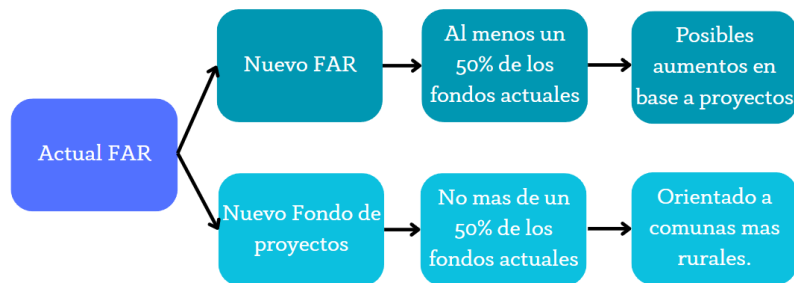 Actual FAR
Nuevo FAR
Al menos un
50% de los
fondos actuales
Posibles
aumentos en
base a proyectos
Nuevo Fondo de
proyectos
No mas de un
50% de los
fondos actuales
Orientado a
comunas mas
rurales.